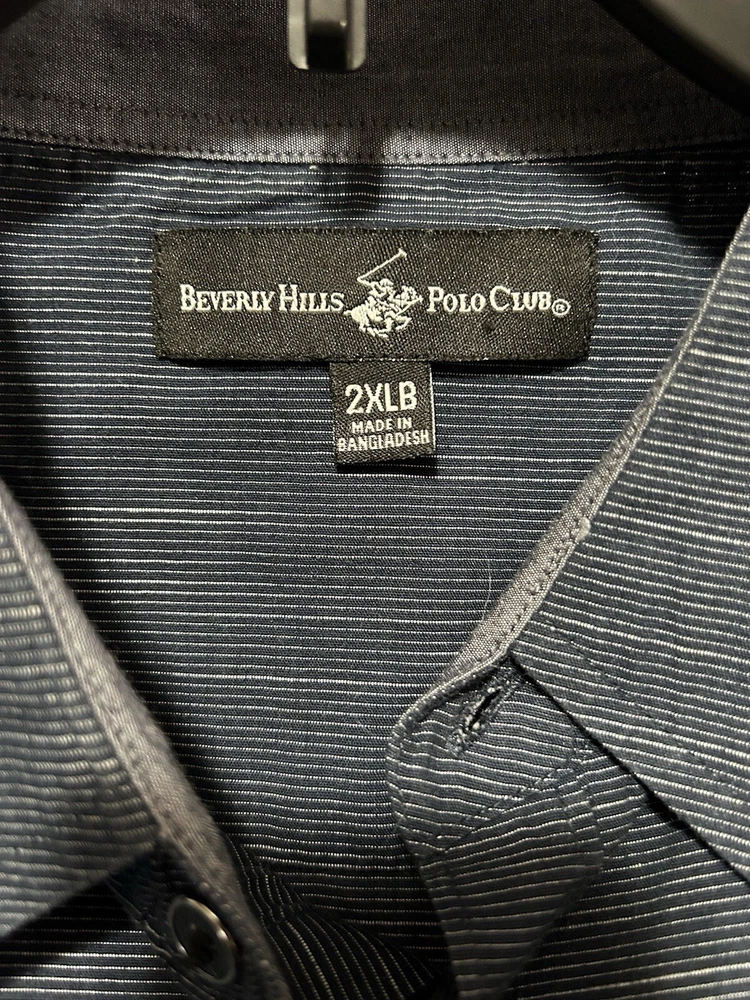 BEVERLY HILLS POLO CLUB®
2XLB
MADE IN
BANGLADESH